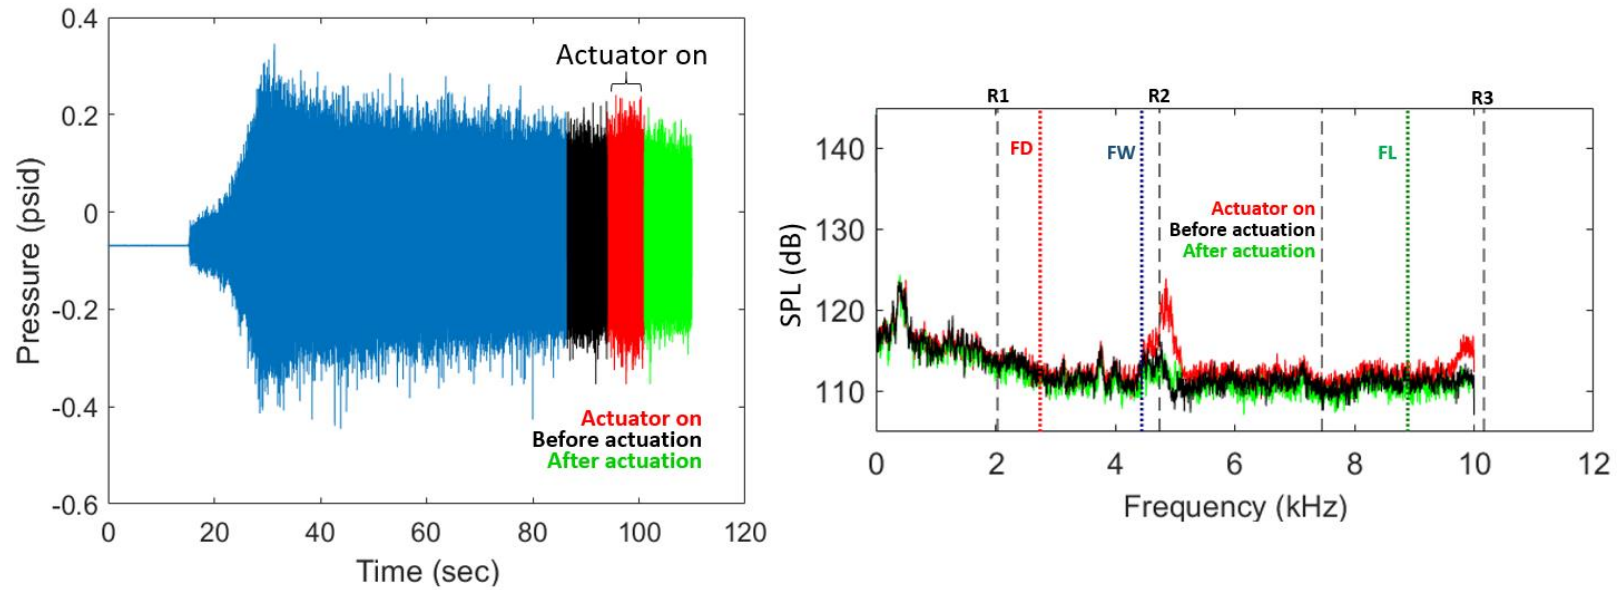 0.4
0.2
0
-0.2
-0.4
-0.6
Pressure (psid)
0 20 40 60 80 100 120
Time (sec)
Actuator on
Actuator on
Before actuation
After actuation
R1 R2 R3
FD FW FL
Actuator on
Before actuation
After actuation
140
130
120
110
SPL (dB)
0 2 4 6 8 10 12
Frequency (kHz)